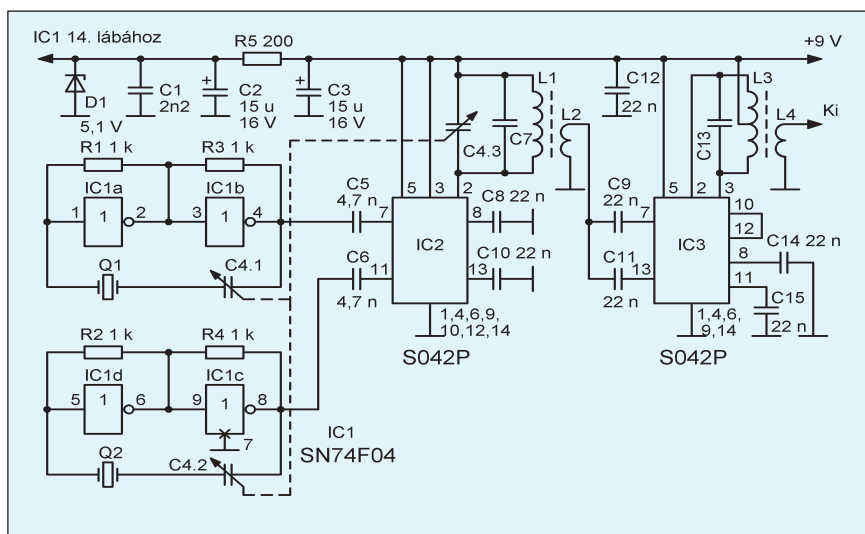 IC1 14. lábához
R5 200
+9 V
D1
5,1 V
C1
2n2
C2
15 u
16 V
C3
15 u
16 V
C4.3
C7
L1
L2
C12
22 n
C13
L3
L4
Ki
R1 1 k
R3 1 k
IC1a
IC1b
1
1
2
3
1
4
Q1
C4.1
C5
7
4,7 n
C6
11
4,7 n
5
3
2
IC2
8
C8 22 n
13
C10 22 n
1,4,6,9,
10,12,14
S042P
C9
22 n
7
C11
13
22 n
5
2
3
10
12
IC3
8
C14 22 n
11
C15
22 n
1,4,6,
9,14
S042P
R2 1 k
R4 1 k
IC1d
IC1c
5
1
6
9
1
8
7
Q2
C4.2
IC1
SN74F04